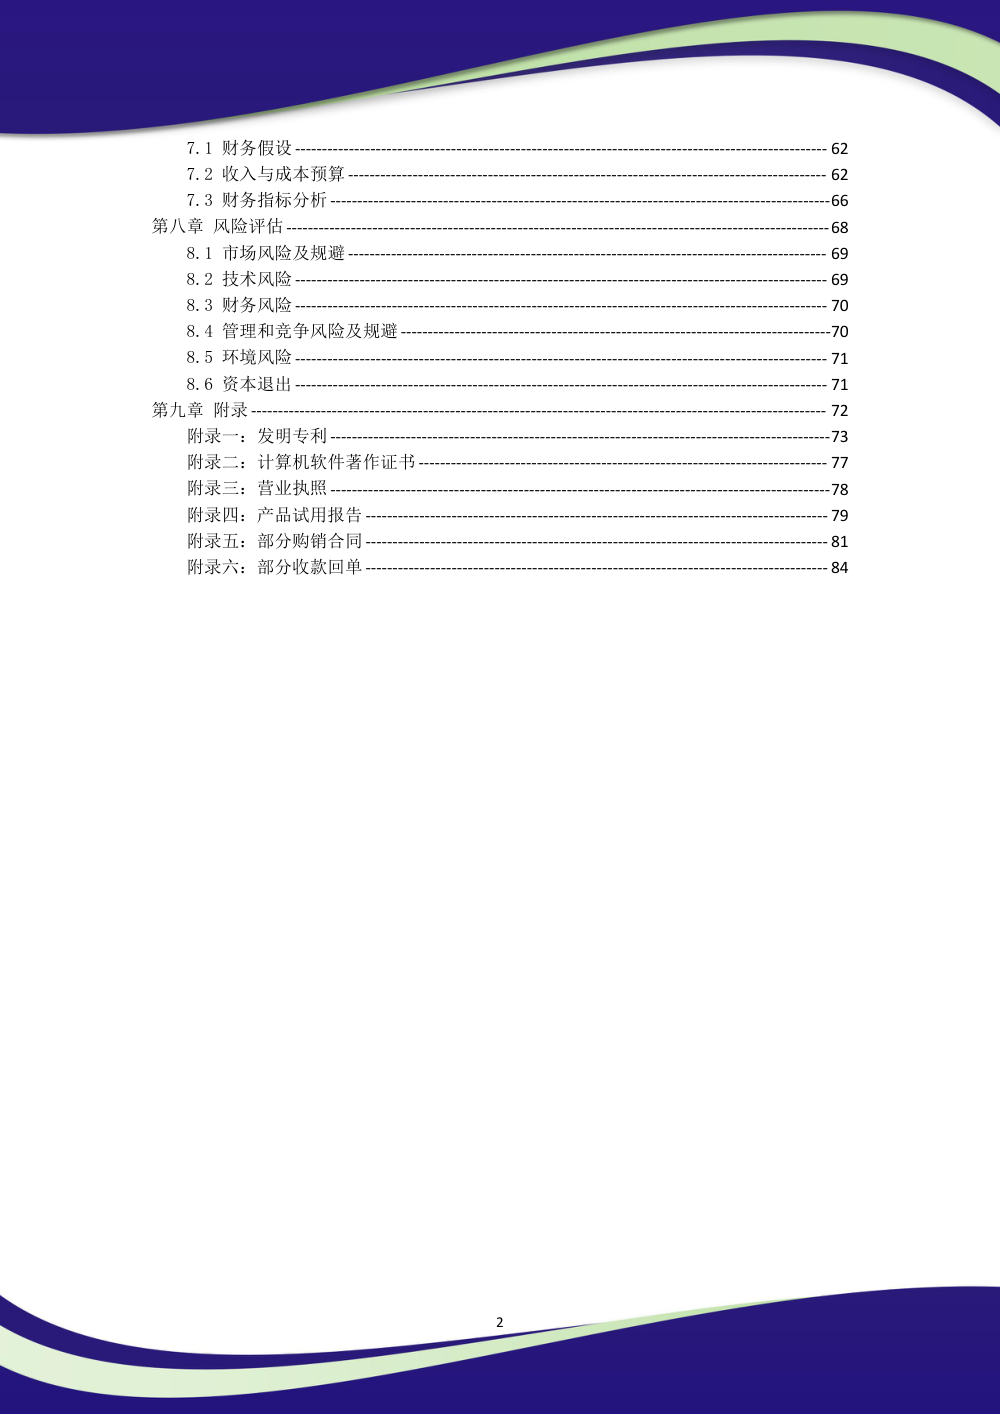 7.1 财务假设 ---------------------------------------------------------------------------------------------------- 62
7.2 收入与成本预算 ------------------------------------------------------------------------------------------ 62
7.3 财务指标分析 ----------------------------------------------------------------------------------------------66
第八章 风险评估 ------------------------------------------------------------------------------------------------------68
8.1 市场风险及规避 ------------------------------------------------------------------------------------------ 69
8.2 技术风险 ---------------------------------------------------------------------------------------------------- 69
8.3 财务风险 ---------------------------------------------------------------------------------------------------- 70
8.4 管理和竞争风险及规避 ---------------------------------------------------------------------------------70
8.5 环境风险 ---------------------------------------------------------------------------------------------------- 71
8.6 资本退出 ---------------------------------------------------------------------------------------------------- 71
第九章 附录 ------------------------------------------------------------------------------------------------------------ 72
附录一：发明专利 ----------------------------------------------------------------------------------------------73
附录二：计算机软件著作证书 ----------------------------------------------------------------------------- 77
附录三：营业执照 ----------------------------------------------------------------------------------------------78
附录四：产品试用报告 --------------------------------------------------------------------------------------- 79
附录五：部分购销合同 --------------------------------------------------------------------------------------- 81
附录六：部分收款回单 --------------------------------------------------------------------------------------- 84
2